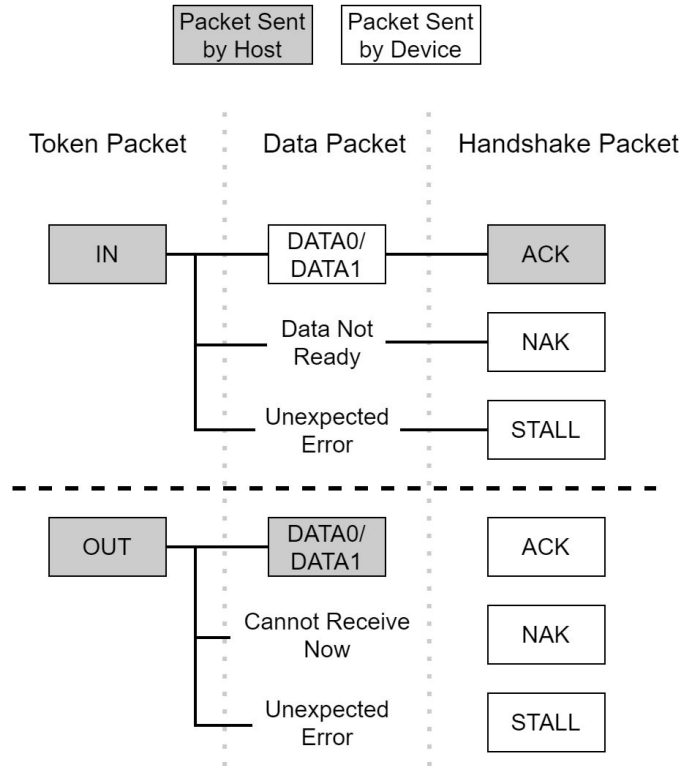 Packet Sent
by Host
Packet Sent
by Device
Token Packet
Data Packet
Handshake Packet
IN
DATA0/
DATA1
ACK
Data Not
Ready
NAK
Unexpected
Error
STALL
OUT
DATA0/
DATA1
ACK
Cannot Receive
Now
NAK
Unexpected
Error
STALL